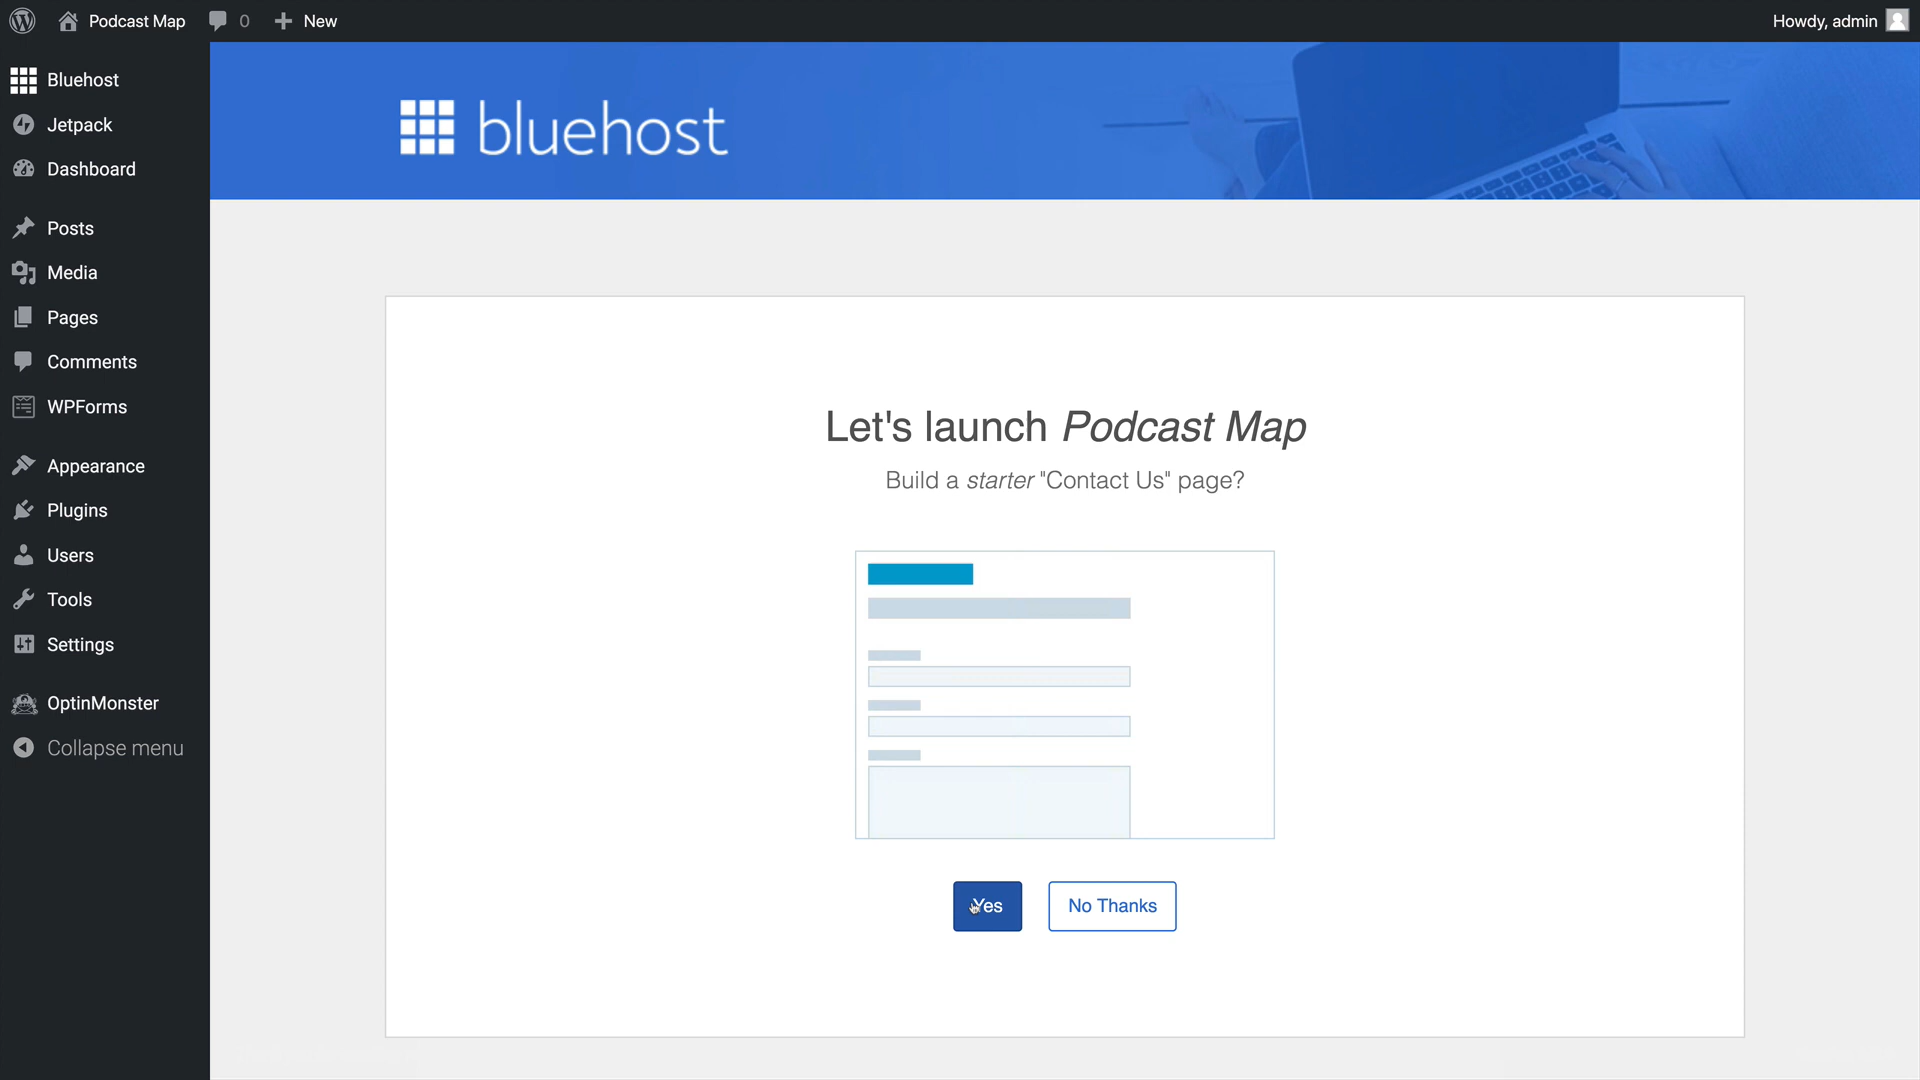 Podcast Map
0
New
Howdy, admin
Bluehost
Jetpack
Dashboard
Posts
Media
Pages
Comments
WPForms
Appearance
Plugins
Users
Tools
Settings
OptinMonster
Collapse menu
bluehost
Let's launch Podcast Map
Build a starter "Contact Us" page?
Yes
No Thanks